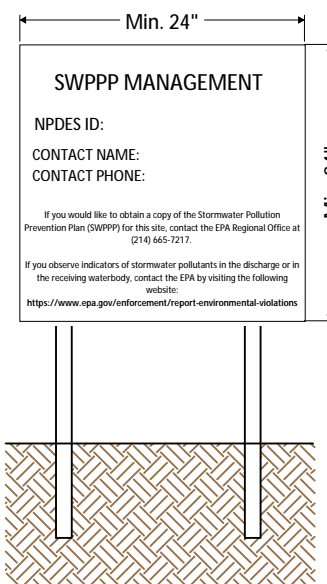 Min. 24"
SWPPP MANAGEMENT
NPDES ID:
CONTACT NAME:
CONTACT PHONE:
If you would like to obtain a copy of the Stormwater Pollution
Prevention Plan (SWPPP) for this site, contact the EPA Regional Office at
(214) 665-7217.
If you observe indicators of stormwater pollutants in the discharge or in
the receiving waterbody, contact the EPA by visiting the following
website:
https://www.epa.gov/enforcement/report-environmental-violations